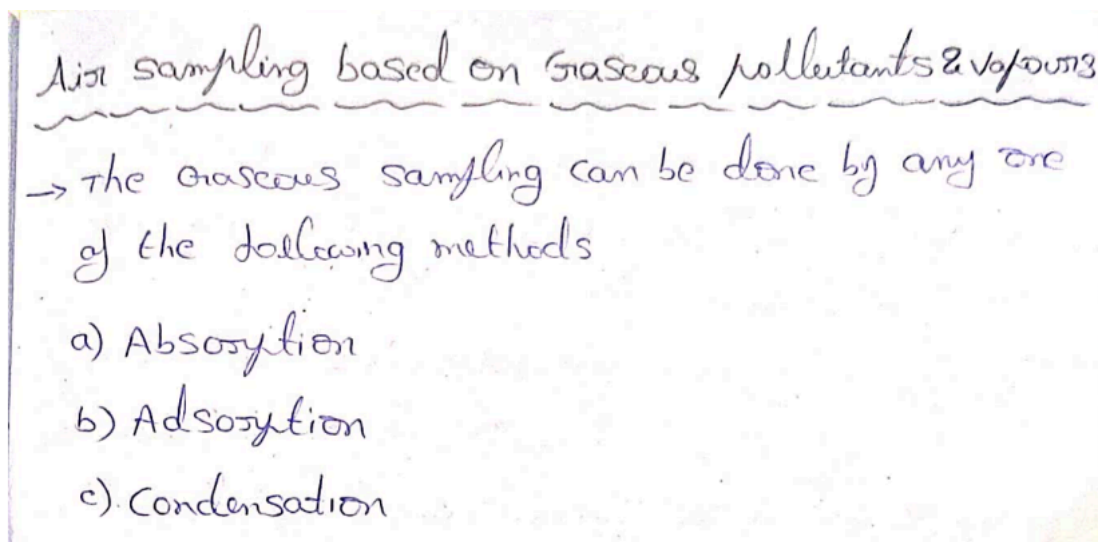 Air sampling based on Gaseous pollutants & vapours
→ The Gaseous sampling can be done by any one
of the following methods
a) Absorption
b) Adsorption
c). Condensation